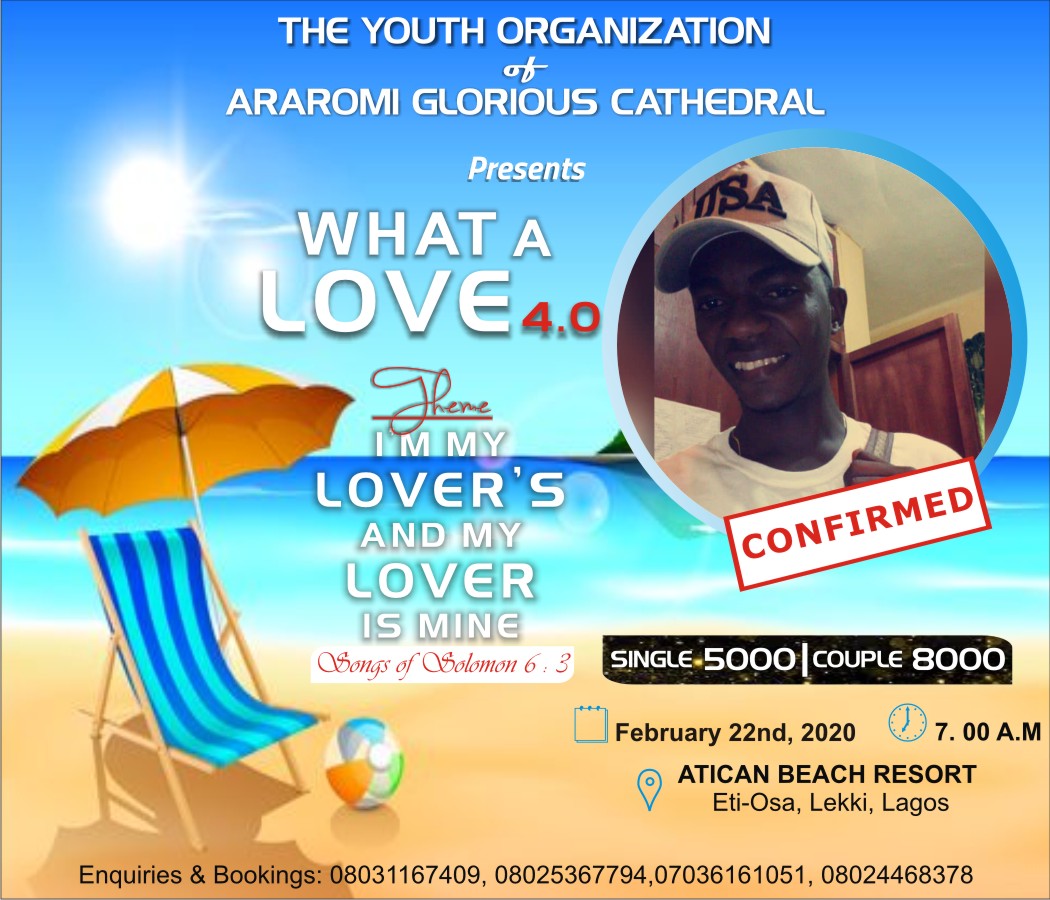 THE YOUTH ORGANIZATION
of
ARAROMI GLORIOUS CATHEDRAL
Presents
WHAT A
LOVE 4.0
USA
Theme
I'M MY
LOVER'S
AND MY
LOVER
IS MINE
Songs of Solomon 6 : 3
CONFIRMED
SINGLE 5000|COUPLE 8000
February 22nd, 2020
7. 00 A.M
ATICAN BEACH RESORT
Eti-Osa, Lekki, Lagos
Enquiries & Bookings: 08031167409, 08025367794,07036161051, 08024468378